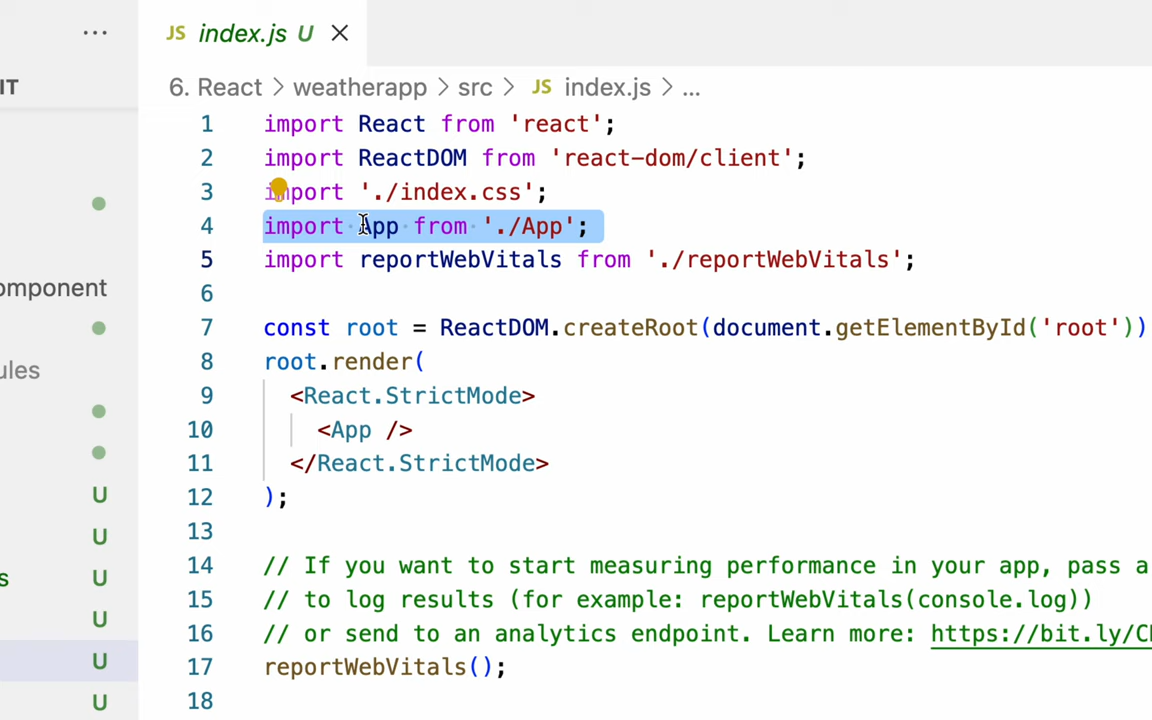 ...
JS index.js U
IT
6. React > weatherapp > src > JS index.js > ...
1 import React from 'react';
2 import ReactDOM from 'react-dom/client';
3 import './index.css';
4 import App from './App';
5 import reportWebVitals from './reportWebVitals';
6
omponent
7 const root = ReactDOM.createRoot(document.getElementById('root'))
8 root.render(
ules
9 <React.StrictMode>
10 <App />
11 </React.StrictMode>
U
12 );
U
13
14 // If you want to start measuring performance in your app, pass a
s U
15 // to log results (for example: reportWebVitals(console.log))
U
16 // or send to an analytics endpoint. Learn more: https://bit.ly/C
U
17 reportWebVitals();
U
18